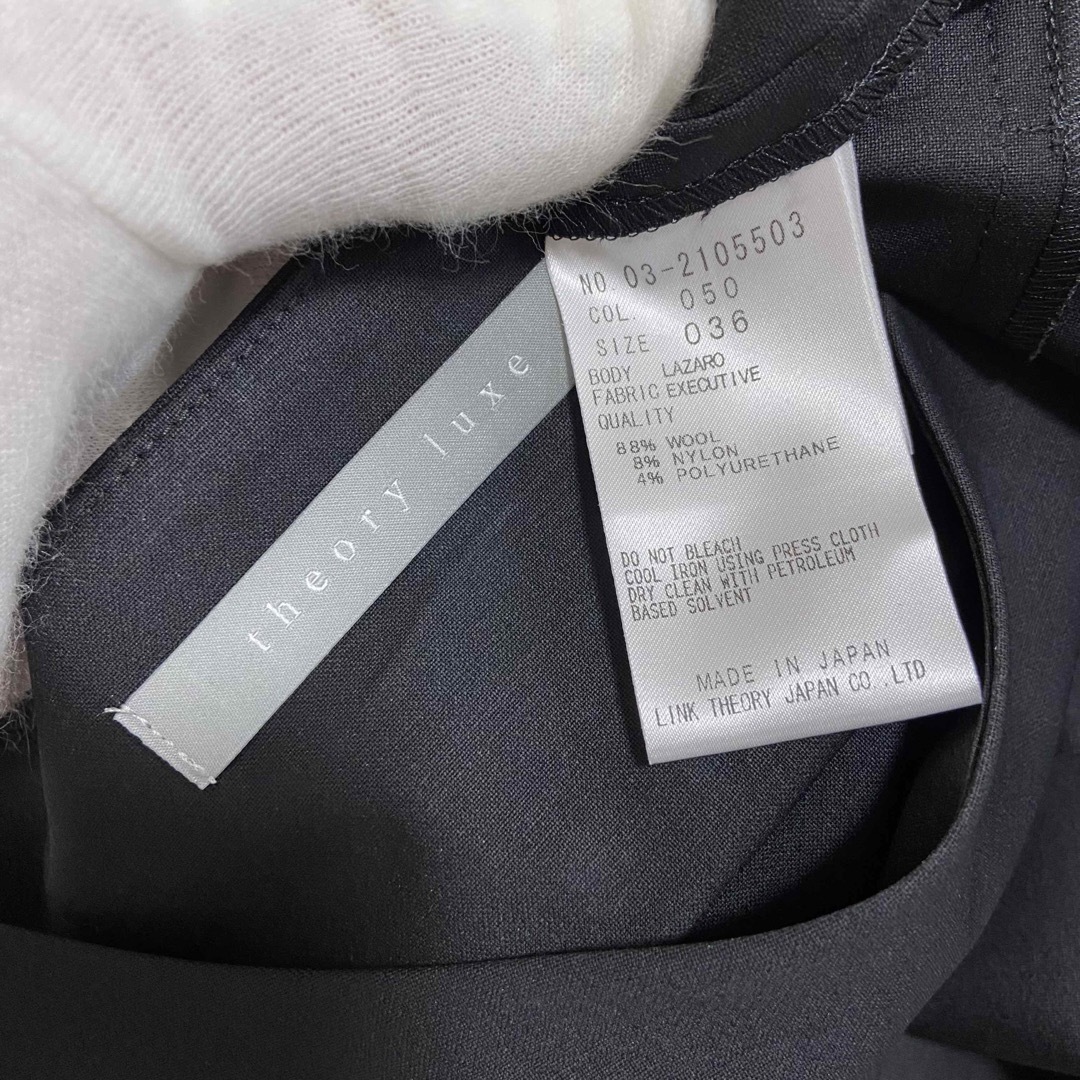 theory luxe
NO 03-2105503
COL. 050
SIZE 036
BODY LAZARO
FABRIC EXECUTIVE
QUALITY
88% WOOL
8% NYLON
4% POLYURETHANE
DO NOT BLEACH
COOL IRON USING PRESS CLOTH
DRY CLEAN WITH PETROLEUM
BASED SOLVENT
MADE IN JAPAN
LINK THEORY JAPAN CO.,LTD